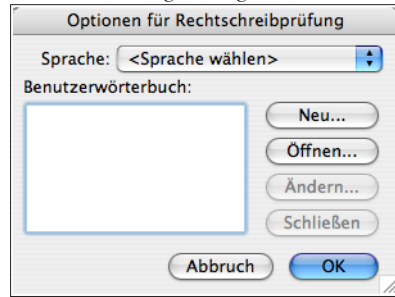 Optionen für Rechtschreibprüfung
Sprache: <Sprache wählen>
Benutzerwörterbuch:
Neu...
Öffnen...
Ändern...
Schließen
Abbruch OK